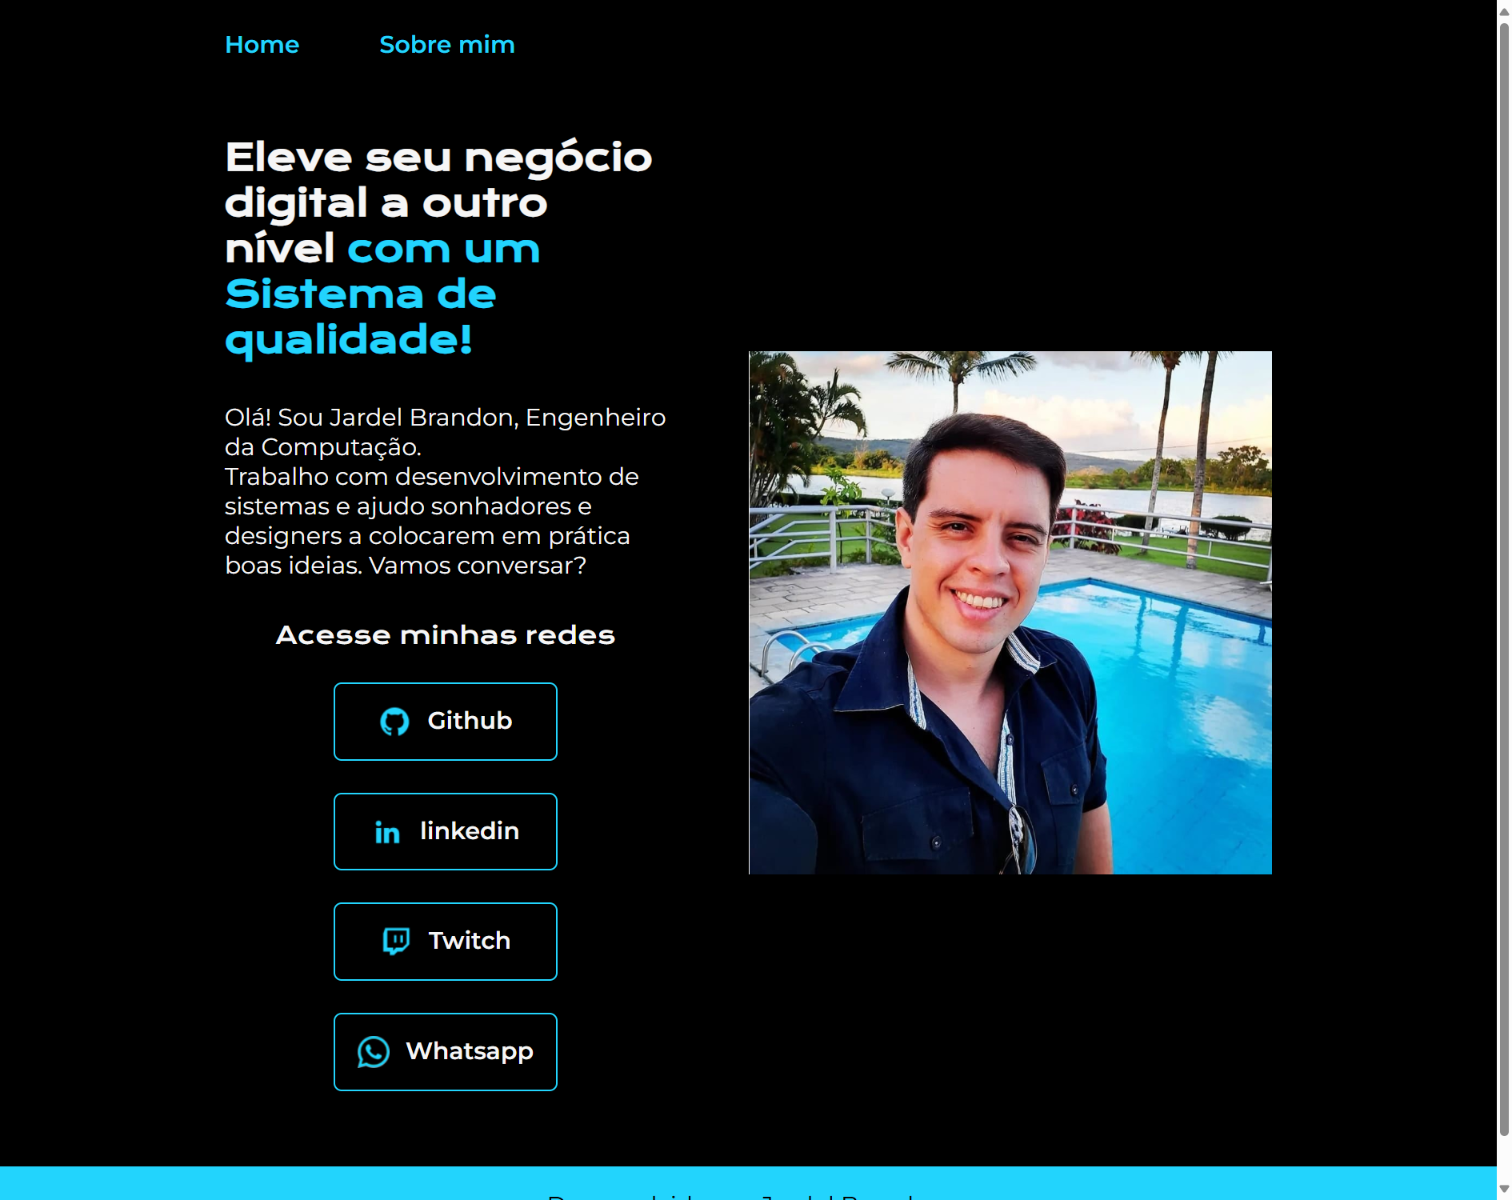 Home Sobre mim
Eleve seu negócio
digital a outro
nível com um
Sistema de
qualidade!
Olá! Sou Jardel Brandon, Engenheiro
da Computação.
Trabalho com desenvolvimento de
sistemas e ajudo sonhadores e
designers a colocarem em prática
boas ideias. Vamos conversar?
Acesse minhas redes
Github
linkedin
Twitch
Whatsapp